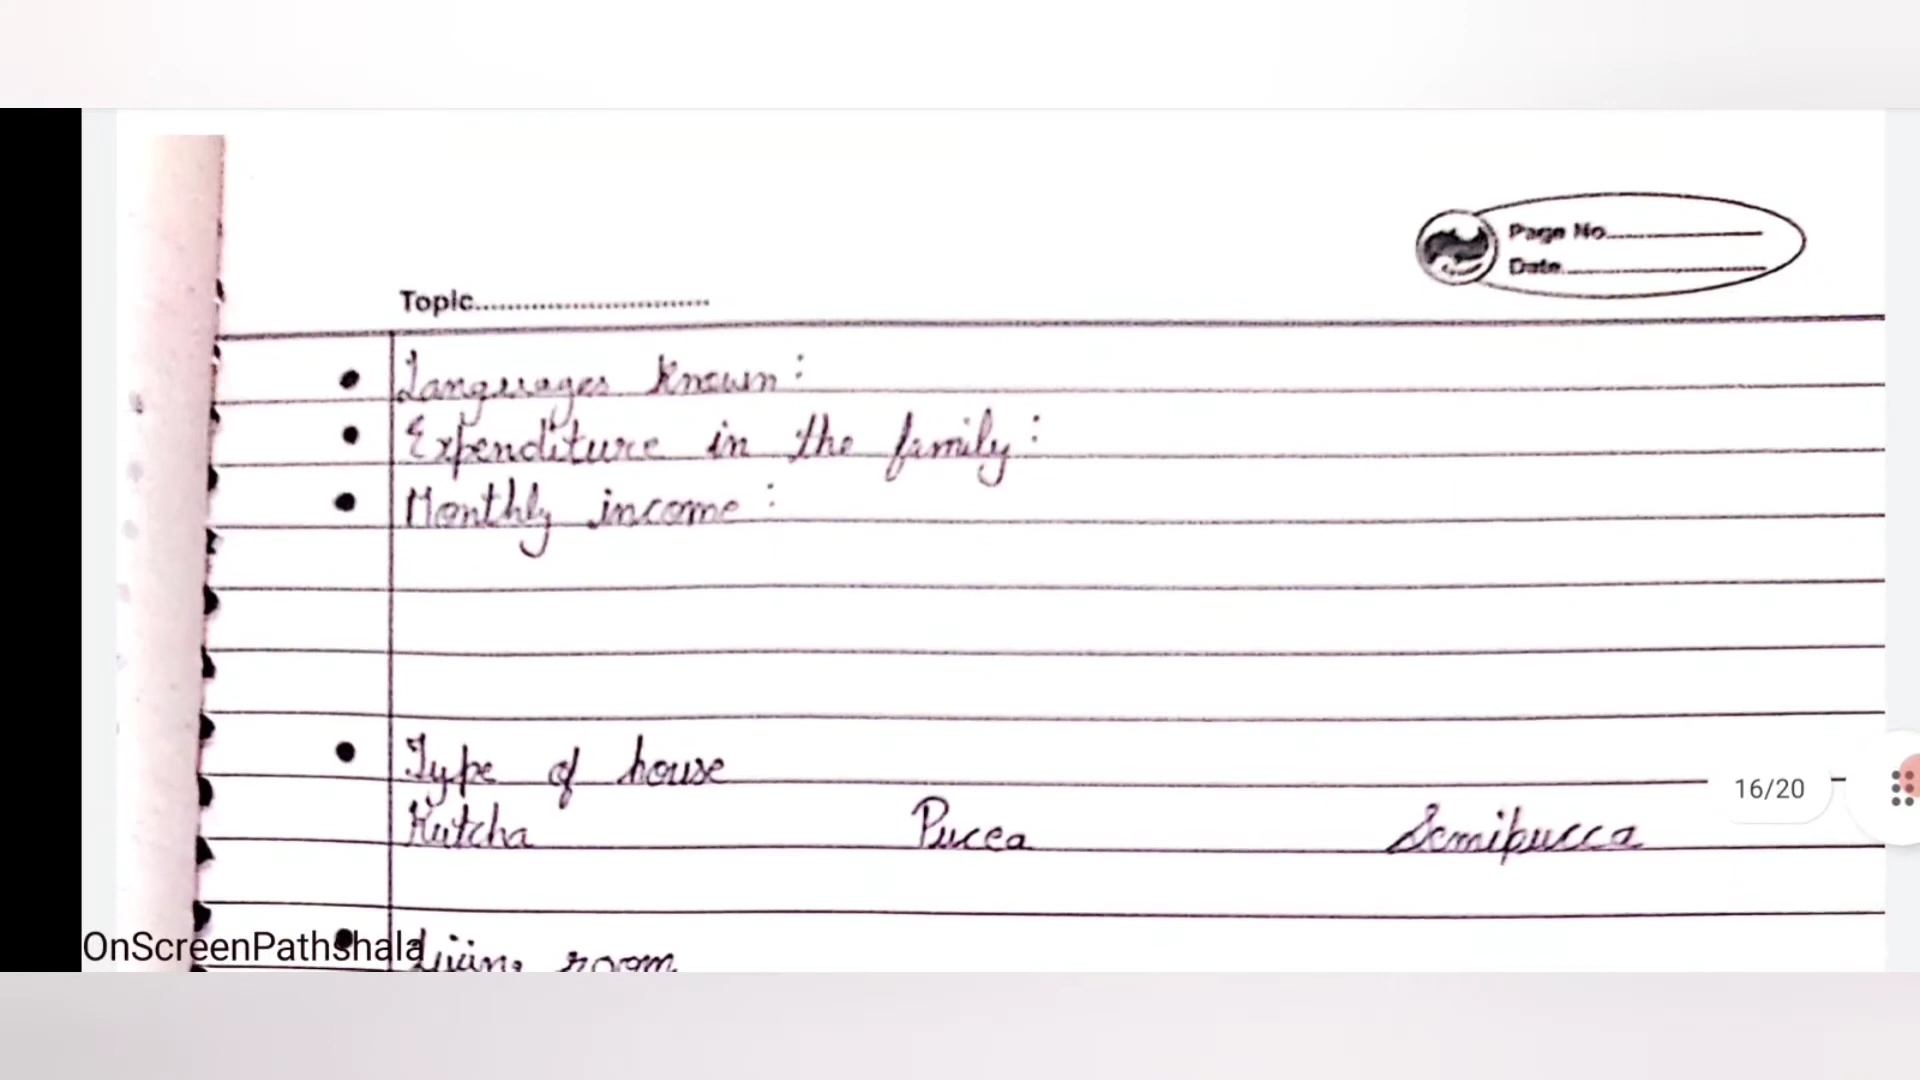 Page No..........................
Date..........................
Topic..............................
• Languages known :
• Expenditure in the family :
• Monthly income :
• Type of house
Kutcha Pucca Semipucca
16/20
• Living room
OnScreenPathshala